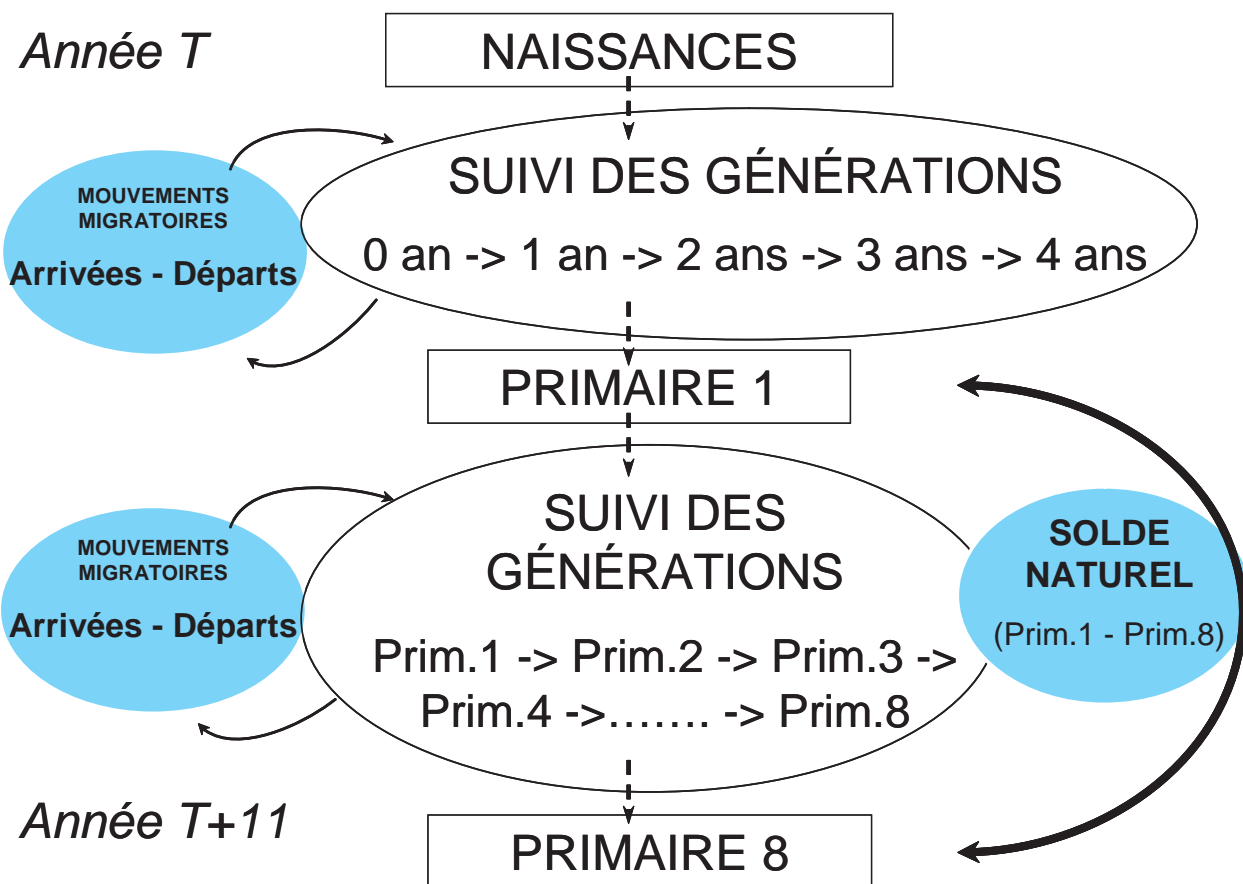 Année T
NAISSANCES
MOUVEMENTS
MIGRATOIRES
Arrivées - Départs
SUIVI DES GÉNÉRATIONS
0 an -> 1 an -> 2 ans -> 3 ans -> 4 ans
PRIMAIRE 1
MOUVEMENTS
MIGRATOIRES
Arrivées - Départs
SUIVI DES
GÉNÉRATIONS
Prim.1 -> Prim.2 -> Prim.3 ->
Prim.4 ->....... -> Prim.8
SOLDE
NATUREL
(Prim.1 - Prim.8)
Année T+11
PRIMAIRE 8